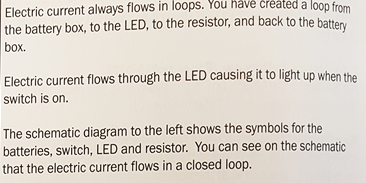 Electric current always flows in loops. You have created a loop from
the battery box, to the LED, to the resistor, and back to the battery
box.
Electric current flows through the LED causing it to light up when the
switch is on.
The schematic diagram to the left shows the symbols for the
batteries, switch, LED and resistor. You can see on the schematic
that the electric current flows in a closed loop.